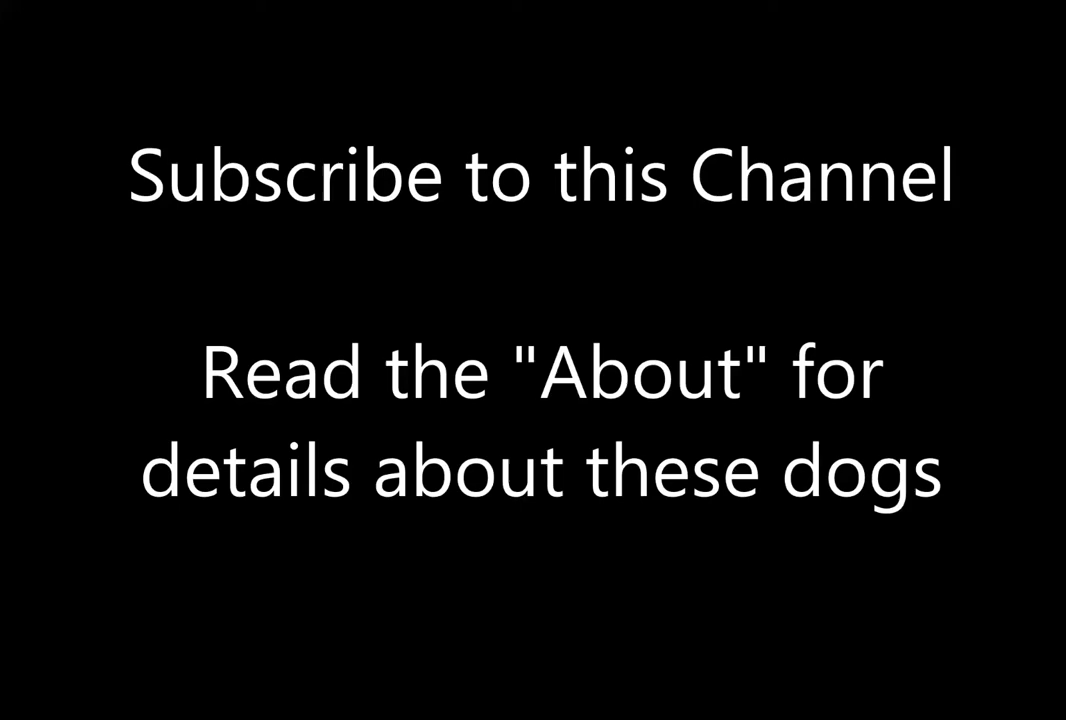 Subscribe to this Channel
Read the "About" for
details about these dogs